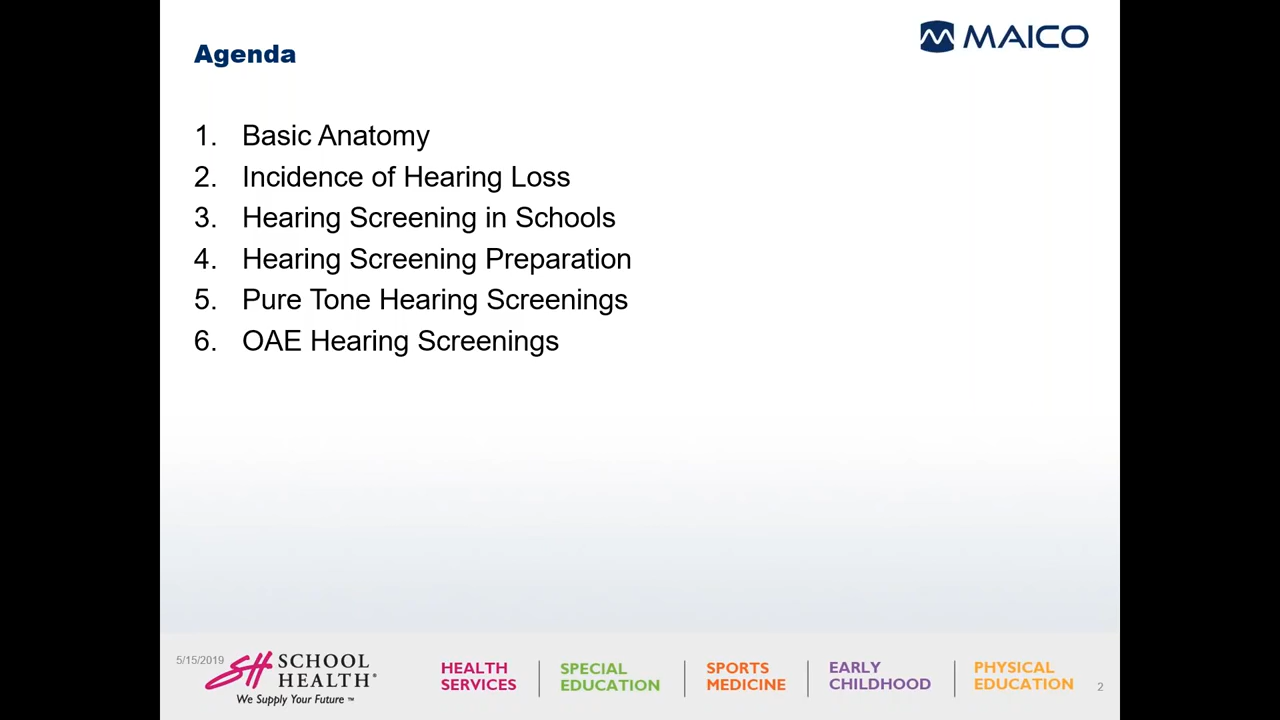 MAICO
Agenda
1. Basic Anatomy
2. Incidence of Hearing Loss
3. Hearing Screening in Schools
4. Hearing Screening Preparation
5. Pure Tone Hearing Screenings
6. OAE Hearing Screenings
5/15/2019
SH SCHOOL
HEALTH®
We Supply Your Future ™
HEALTH
SERVICES
SPECIAL
EDUCATION
SPORTS
MEDICINE
EARLY
CHILDHOOD
PHYSICAL
EDUCATION
2